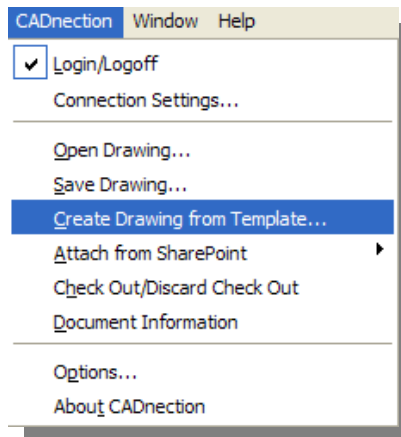 CADnection Window Help
Login/Logoff
Connection Settings...
Open Drawing...
Save Drawing...
Create Drawing from Template...
Attach from SharePoint
Check Out/Discard Check Out
Document Information
Options...
About CADnection